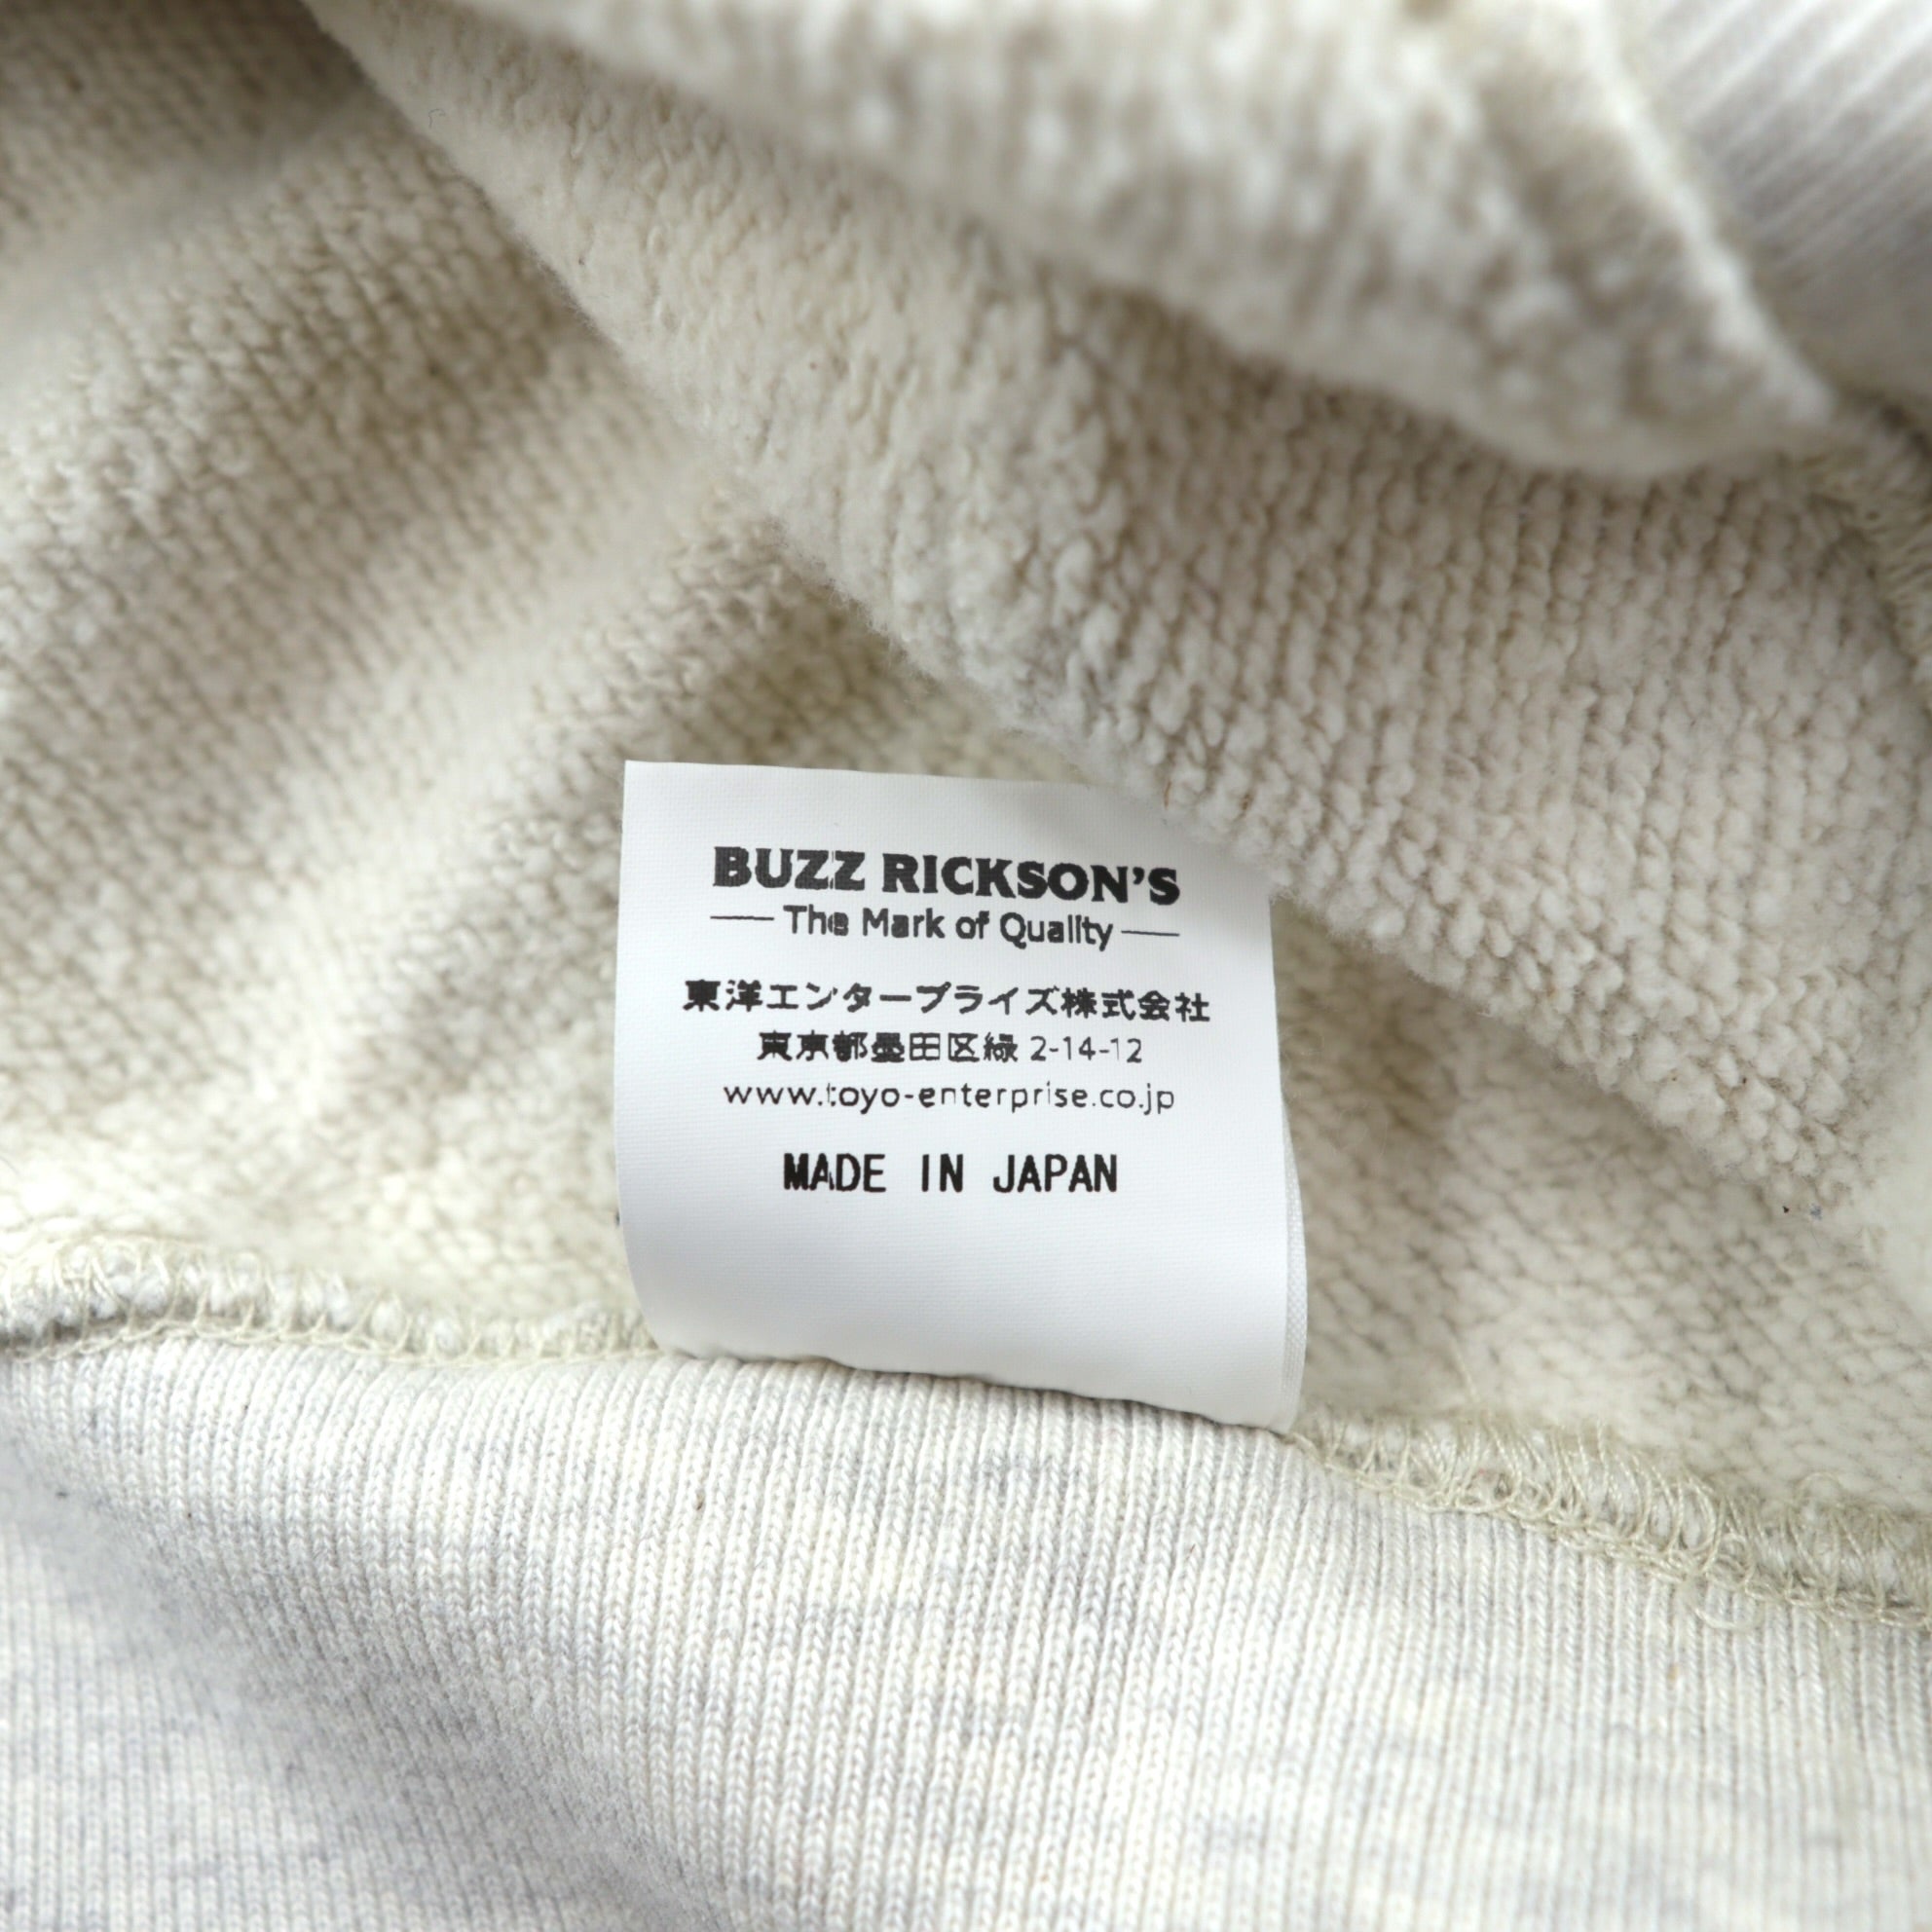 BUZZ RICKSON'S
The Mark of Quality
東洋エンタープライズ株式会社
東京都墨田区緑 2-14-12
www.toyo-enterprise.co.jp
MADE IN JAPAN